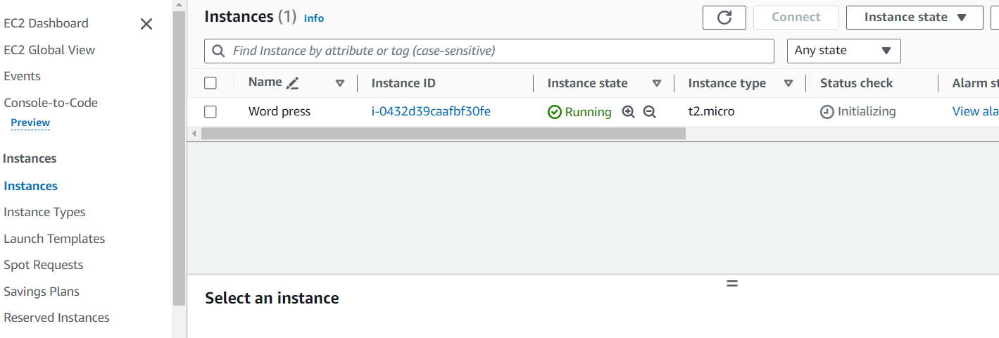 EC2 Dashboard
EC2 Global View
Events
Console-to-Code
Preview
Instances
Instances
Instance Types
Launch Templates
Spot Requests
Savings Plans
Reserved Instances
Instances (1) Info
Connect
Instance state
Find Instance by attribute or tag (case-sensitive)
Any state
Name Instance ID Instance state Instance type Status check Alarm st
Word press i-0432d39caafbf30fe Running t2.micro Initializing View ala
Select an instance